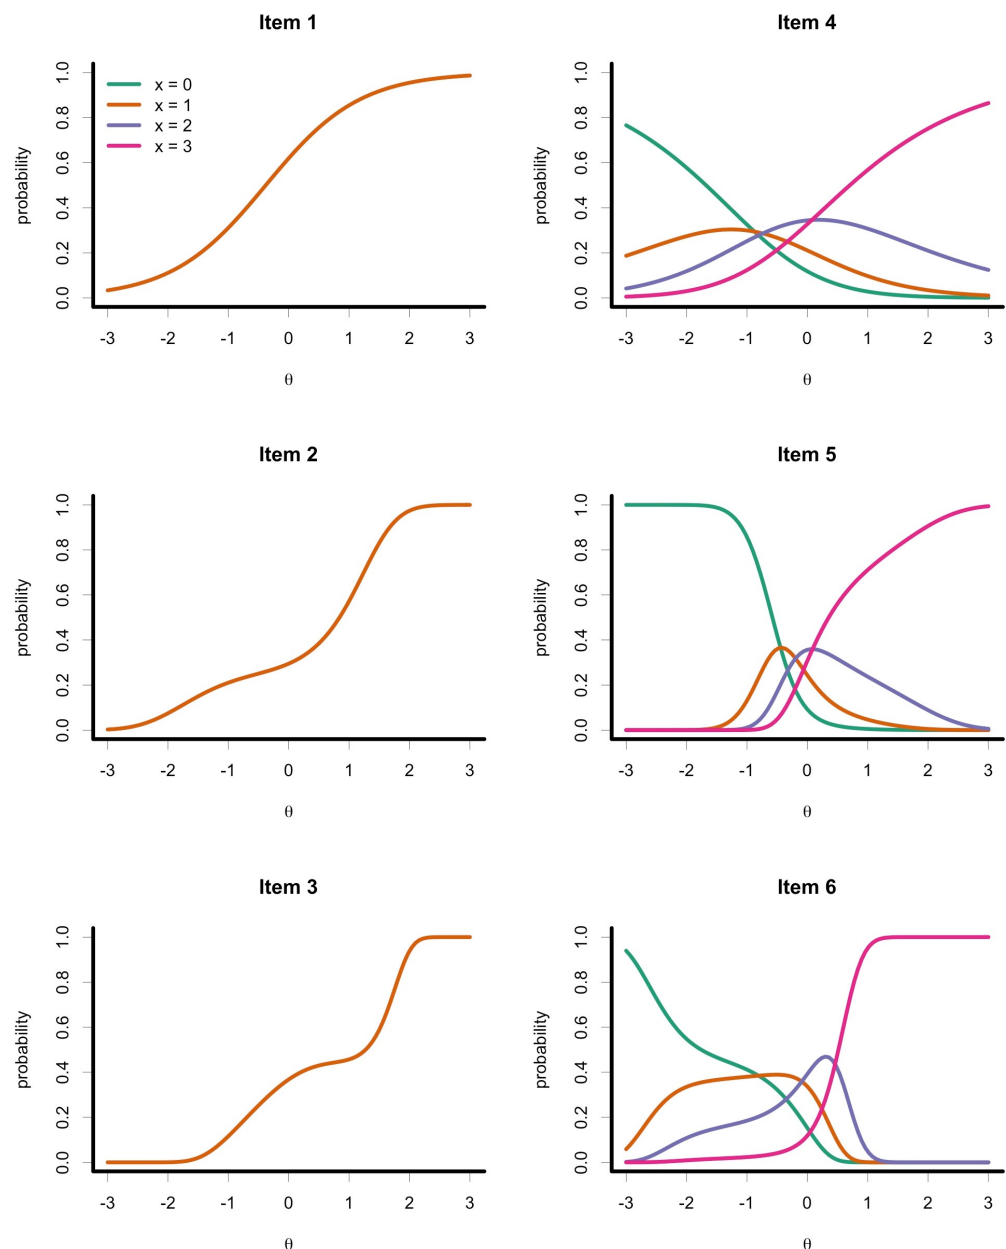 Item 1
probability
0.0 0.2 0.4 0.6 0.8 1.0
x = 0
x = 1
x = 2
x = 3
-3 -2 -1 0 1 2 3
θ
Item 4
probability
0.0 0.2 0.4 0.6 0.8 1.0
-3 -2 -1 0 1 2 3
θ
Item 2
probability
0.0 0.2 0.4 0.6 0.8 1.0
-3 -2 -1 0 1 2 3
θ
Item 5
probability
0.0 0.2 0.4 0.6 0.8 1.0
-3 -2 -1 0 1 2 3
θ
Item 3
probability
0.0 0.2 0.4 0.6 0.8 1.0
-3 -2 -1 0 1 2 3
θ
Item 6
probability
0.0 0.2 0.4 0.6 0.8 1.0
-3 -2 -1 0 1 2 3
θ